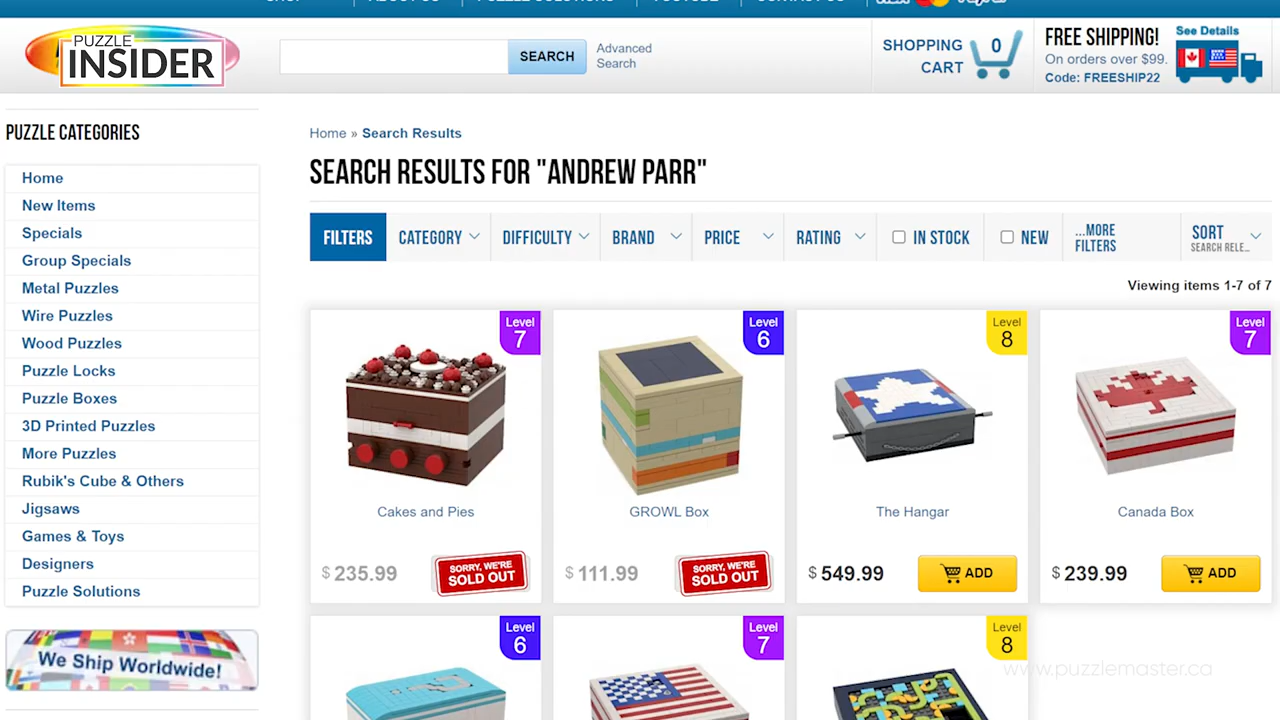 PUZZLE
INSIDER
SEARCH
Advanced
Search
SHOPPING
CART
0
FREE SHIPPING!
On orders over $99.
Code: FREESHIP22
See Details
PUZZLE CATEGORIES
Home
New Items
Specials
Group Specials
Metal Puzzles
Wire Puzzles
Wood Puzzles
Puzzle Locks
Puzzle Boxes
3D Printed Puzzles
More Puzzles
Rubik's Cube & Others
Jigsaws
Games & Toys
Designers
Puzzle Solutions
We Ship Worldwide!
Home » Search Results
SEARCH RESULTS FOR "ANDREW PARR"
FILTERS CATEGORY DIFFICULTY BRAND PRICE RATING IN STOCK NEW ...MORE FILTERS SORT
SEARCH RELE...
Viewing items 1-7 of 7
Level
7
Cakes and Pies
$ 235.99
SORRY, WE'RE
SOLD OUT
Level
6
GROWL Box
$ 111.99
SORRY, WE'RE
SOLD OUT
Level
8
The Hangar
$ 549.99
ADD
Level
7
Canada Box
$ 239.99
ADD
Level
6
Level
7
Level
8
www.puzzlemaster.ca